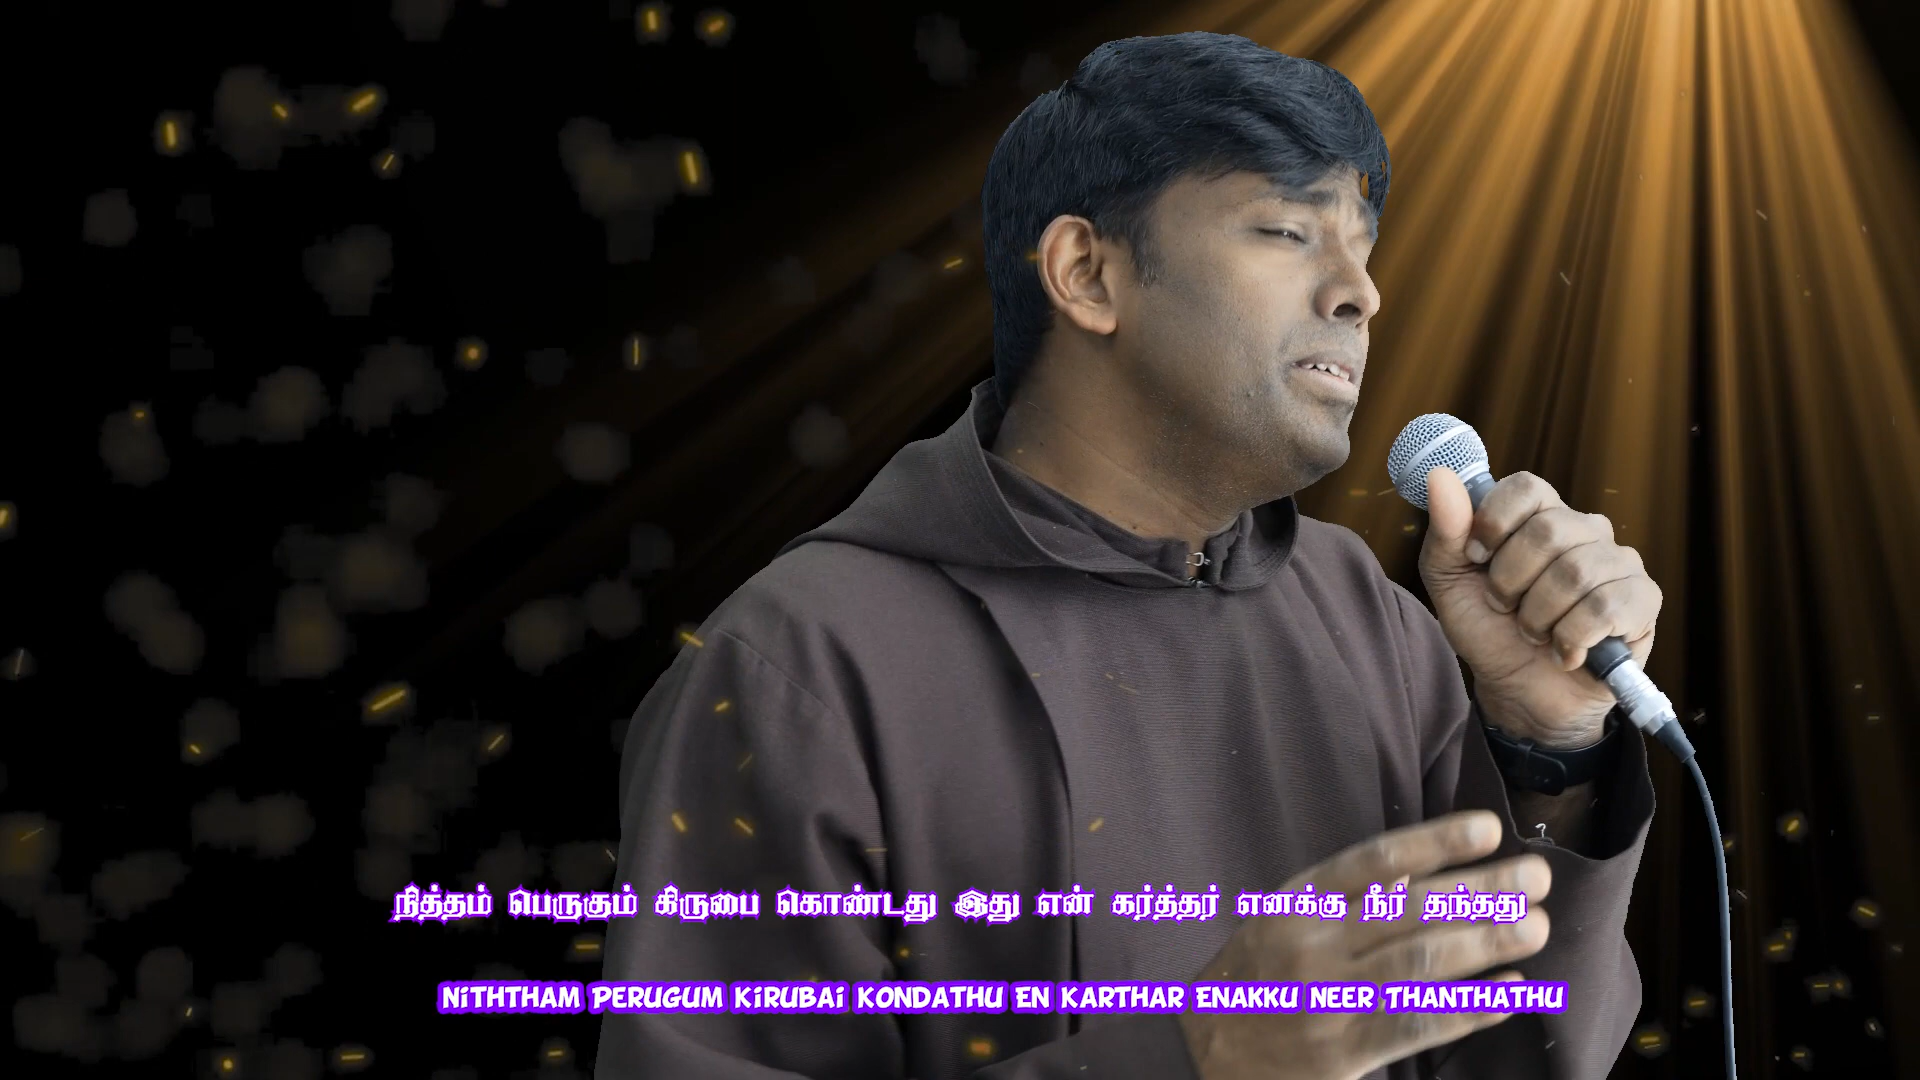 நித்தம் பெருகும் கிருபை கொண்டது இது என் கர்த்தர் எனக்கு நீர் தந்தது
Niththam Perugum Kirubai kondathu En Karthar Enakku neer Thanthathu